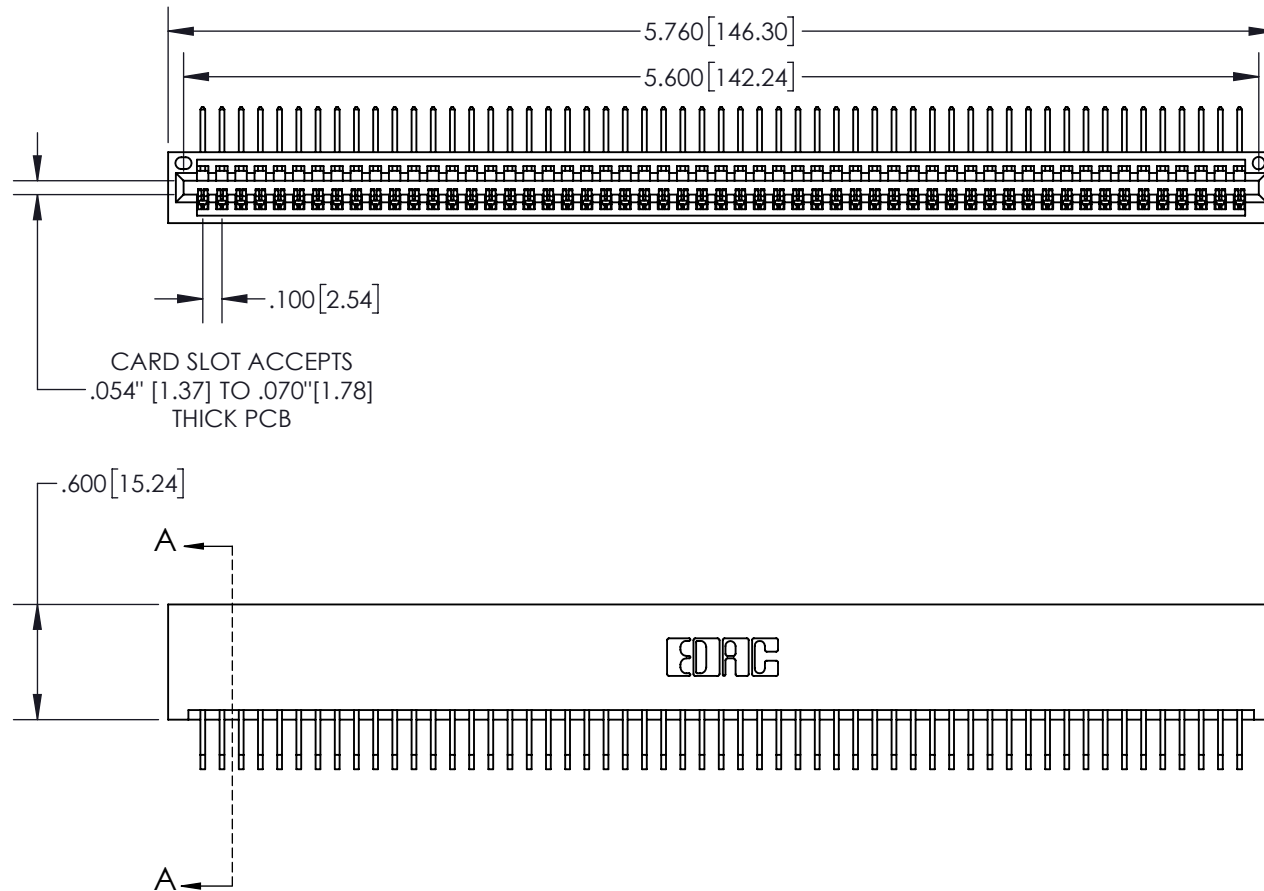 5.760[146.30]
5.600[142.24]
.100[2.54]
CARD SLOT ACCEPTS
.054" [1.37] TO .070"[1.78]
THICK PCB
.600[15.24]
A
EDAC
A